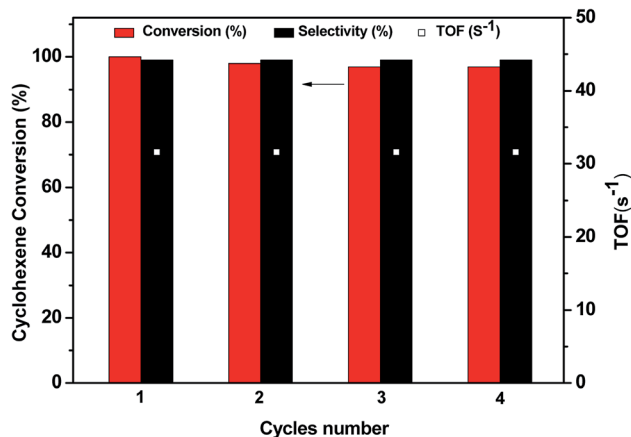 Conversion (%) Selectivity (%) TOF (S⁻¹)
Cyclohexene Conversion (%)
100
80
60
40
20
0
50
40
30
20
10
0
TOF(s⁻¹)
1 2 3 4
Cycles number